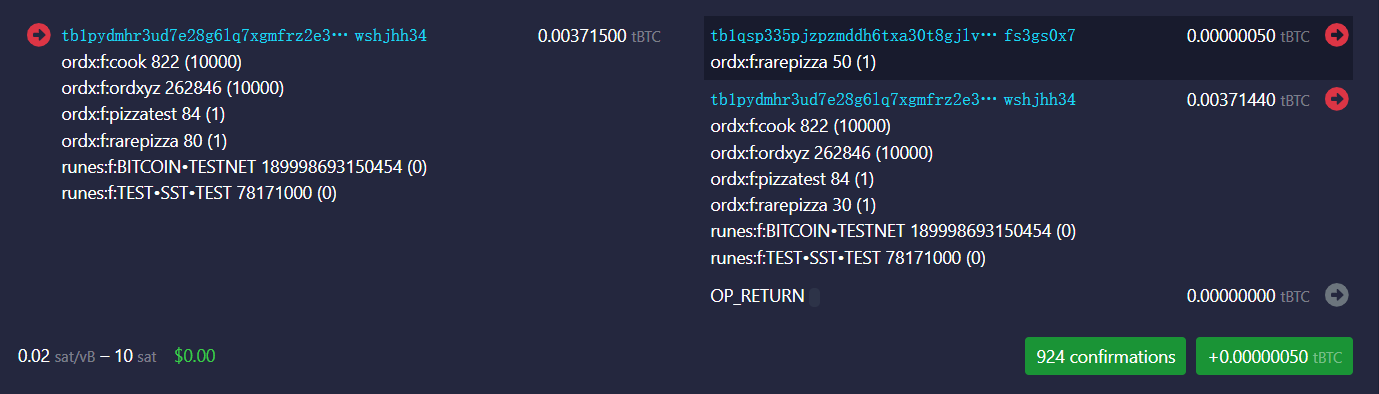 tb1pydmhr3ud7e28g6lq7xgmfrz2e3… wshjhh34 0.00371500 tBTC
ordx:f:cook 822 (10000)
ordx:f:ordxyz 262846 (10000)
ordx:f:pizzatest 84 (1)
ordx:f:rarepizza 80 (1)
runes:f:BITCOIN•TESTNET 189998693150454 (0)
runes:f:TEST•SST•TEST 78171000 (0)
tb1qsp335pjzpzmddh6txa30t8gjlv… fs3gs0x7 0.00000050 tBTC
ordx:f:rarepizza 50 (1)
tb1pydmhr3ud7e28g6lq7xgmfrz2e3… wshjhh34 0.00371440 tBTC
ordx:f:cook 822 (10000)
ordx:f:ordxyz 262846 (10000)
ordx:f:pizzatest 84 (1)
ordx:f:rarepizza 30 (1)
runes:f:BITCOIN•TESTNET 189998693150454 (0)
runes:f:TEST•SST•TEST 78171000 (0)
OP_RETURN 0.00000000 tBTC
0.02 sat/vB – 10 sat $0.00
924 confirmations +0.00000050 tBTC